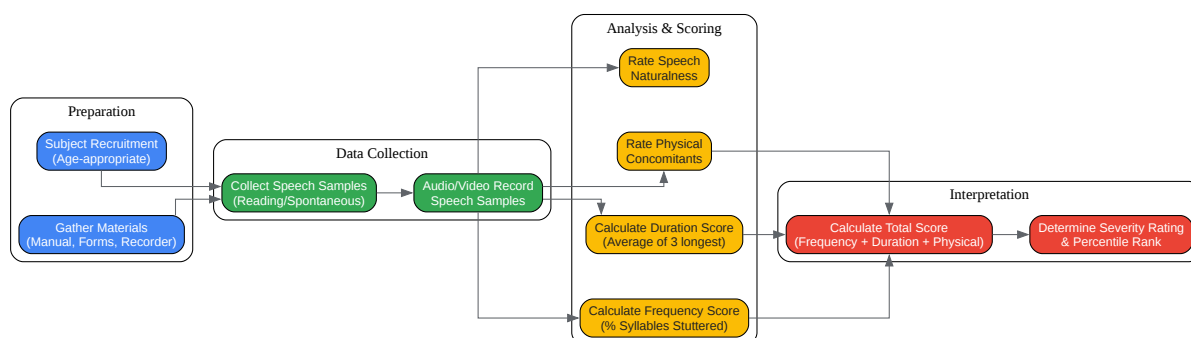 Preparation
Subject Recruitment
(Age-appropriate)
Gather Materials
(Manual, Forms, Recorder)
Data Collection
Collect Speech Samples
(Reading/Spontaneous)
Audio/Video Record
Speech Samples
Analysis & Scoring
Rate Speech
Naturalness
Rate Physical
Concomitants
Calculate Duration Score
(Average of 3 longest)
Calculate Frequency Score
(% Syllables Stuttered)
Interpretation
Calculate Total Score
(Frequency + Duration + Physical)
Determine Severity Rating
& Percentile Rank